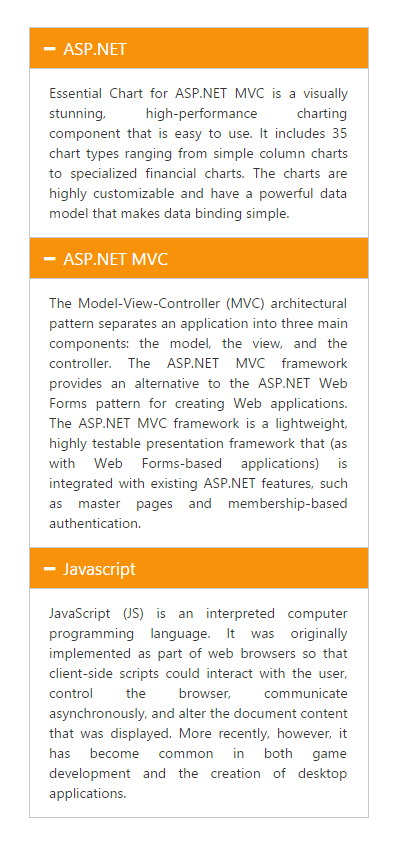 ASP.NET
Essential Chart for ASP.NET MVC is a visually
stunning, high-performance charting
component that is easy to use. It includes 35
chart types ranging from simple column charts
to specialized financial charts. The charts are
highly customizable and have a powerful data
model that makes data binding simple.
ASP.NET MVC
The Model-View-Controller (MVC) architectural
pattern separates an application into three main
components: the model, the view, and the
controller. The ASP.NET MVC framework
provides an alternative to the ASP.NET Web
Forms pattern for creating Web applications.
The ASP.NET MVC framework is a lightweight,
highly testable presentation framework that (as
with Web Forms-based applications) is
integrated with existing ASP.NET features, such
as master pages and membership-based
authentication.
Javascript
JavaScript (JS) is an interpreted computer
programming language. It was originally
implemented as part of web browsers so that
client-side scripts could interact with the user,
control the browser, communicate
asynchronously, and alter the document content
that was displayed. More recently, however, it
has become common in both game
development and the creation of desktop
applications.